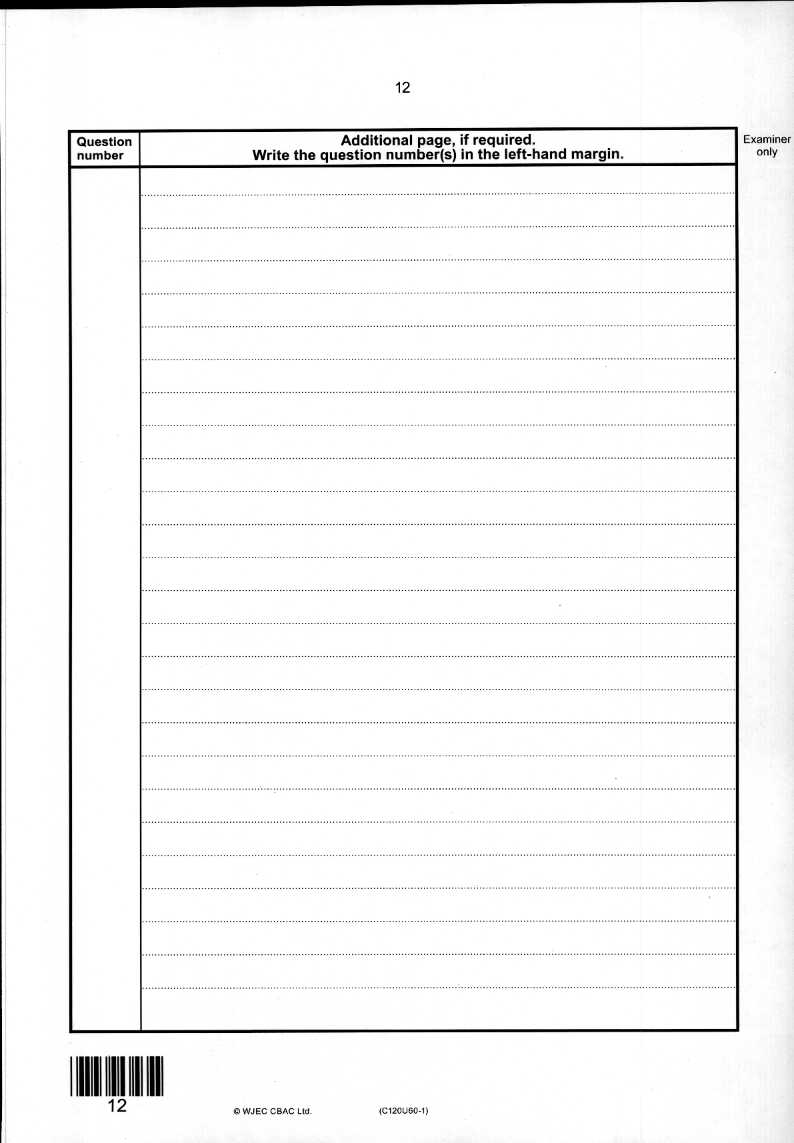 12
Question number
Additional page, if required.
Write the question number(s) in the left-hand margin.
Examiner only
12
© WJEC CBAC Ltd.
(C120U60-1)